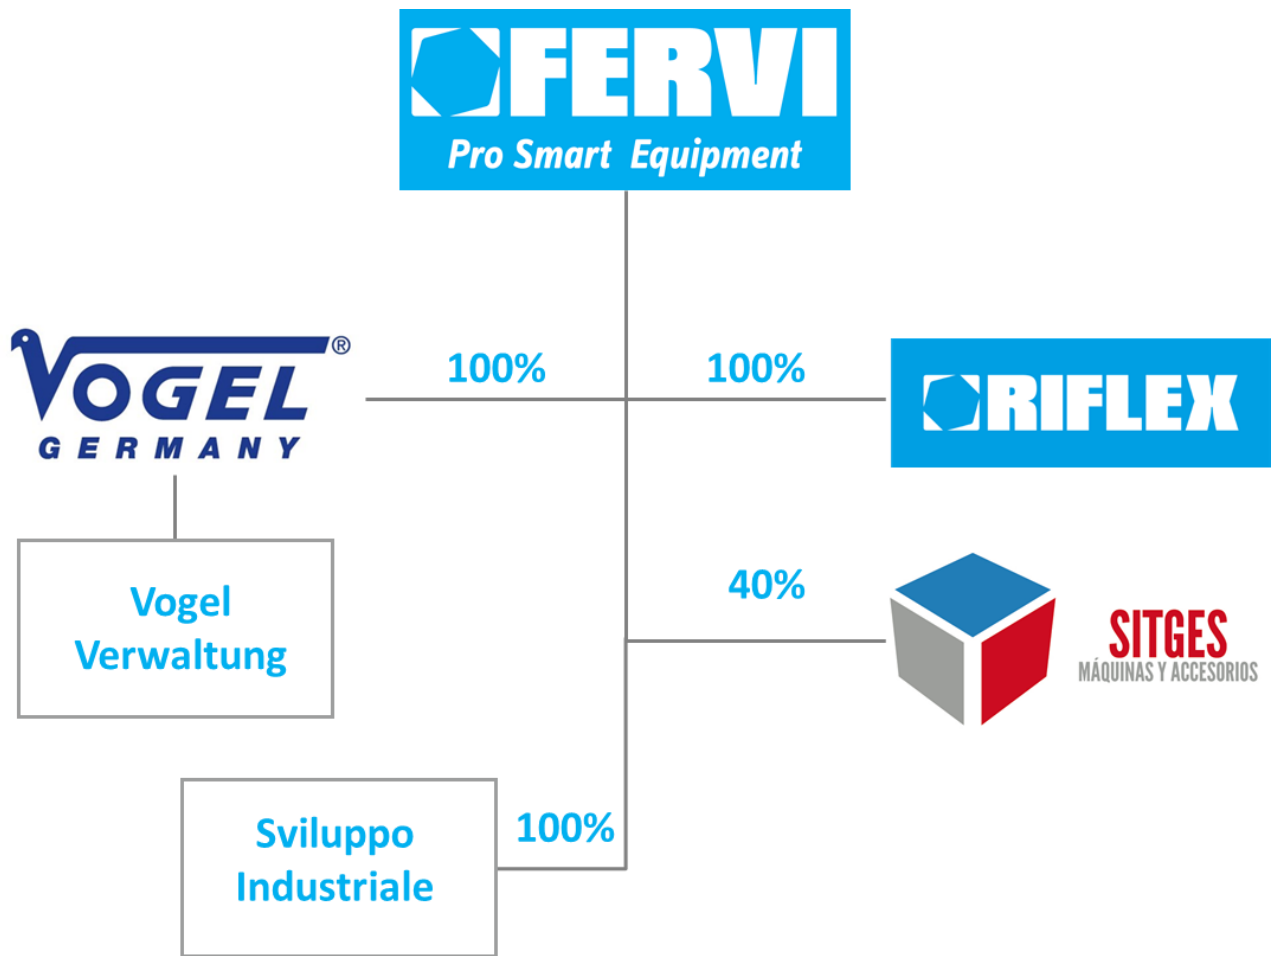 FERVI
Pro Smart Equipment
VOGEL®
GERMANY
100%
100%
RIFLEX
Vogel
Verwaltung
40%
SITGES
MÁQUINAS Y ACCESORIOS
Sviluppo
Industriale
100%